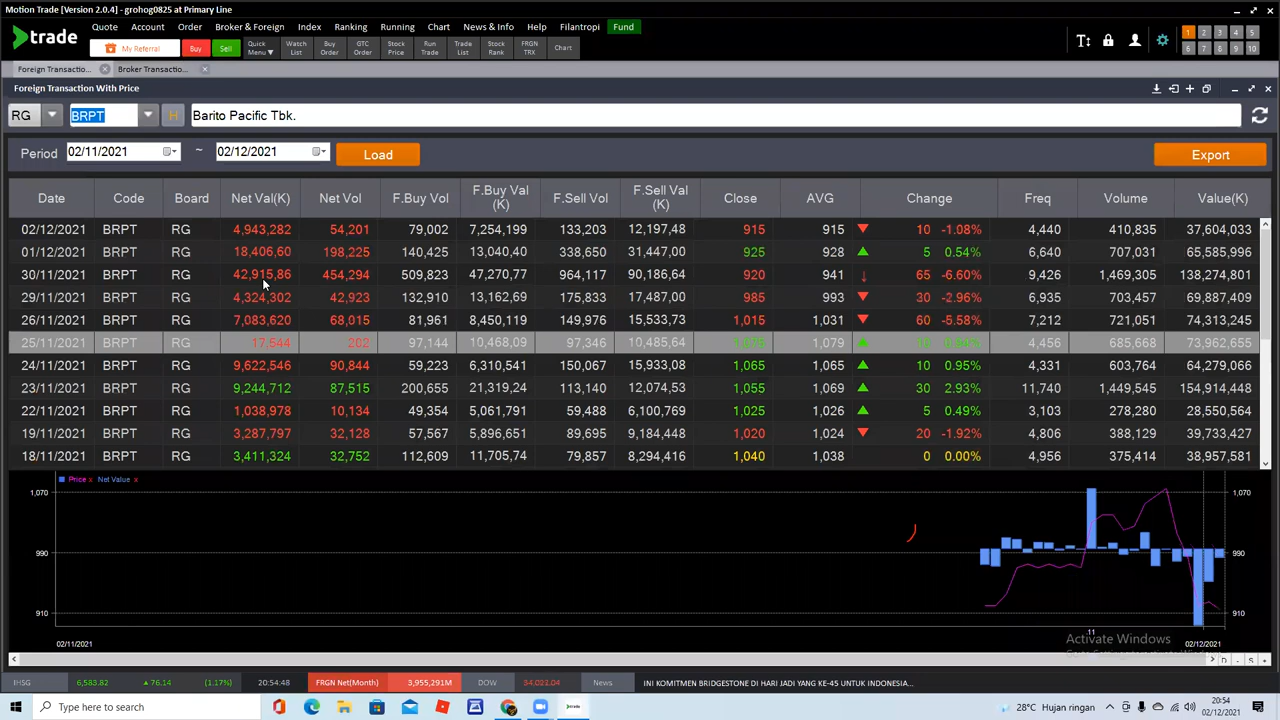 Motion Trade [Version 2.0.4] - grohog0825 at Primary Line
trade
Quote Account Order Broker & Foreign Index Ranking Running Chart News & Info Help Filantropi Fund
My Referral Buy Sell Quick Menu Watch List Buy Order GTC Order Stock Price Run Trade Trade List Stock Rank FRGN TRX Chart
1 2 3 4 5
6 7 8 9 10
Foreign Transactio... Broker Transactio...
Foreign Transaction With Price
RG BRPT H Barito Pacific Tbk.
Period 02/11/2021 ~ 02/12/2021 Load Export
Date Code Board Net Val(K) Net Vol F.Buy Vol F.Buy Val (K) F.Sell Vol F.Sell Val (K) Close AVG Change Freq Volume Value(K)
02/12/2021 BRPT RG 4,943,282 54,201 79,002 7,254,199 133,203 12,197,48 915 915 10 -1.08% 4,440 410,835 37,604,033
01/12/2021 BRPT RG 18,406,60 198,225 140,425 13,040,40 338,650 31,447,00 925 928 5 0.54% 6,640 707,031 65,585,996
30/11/2021 BRPT RG 42,915,86 454,294 509,823 47,270,77 964,117 90,186,64 920 941 65 -6.60% 9,426 1,469,305 138,274,801
29/11/2021 BRPT RG 4,324,302 42,923 132,910 13,162,69 175,833 17,487,00 985 993 30 -2.96% 6,935 703,457 69,887,409
26/11/2021 BRPT RG 7,083,620 68,015 81,961 8,450,119 149,976 15,533,73 1,015 1,031 60 -5.58% 7,212 721,051 74,313,245
25/11/2021 BRPT RG 17,544 202 97,144 10,468,09 97,346 10,485,64 1,075 1,079 10 4,456 685,668 73,962,655
24/11/2021 BRPT RG 9,622,546 90,844 59,223 6,310,541 150,067 15,933,08 1,065 1,065 10 0.95% 4,331 603,764 64,279,066
23/11/2021 BRPT RG 9,244,712 87,515 200,655 21,319,24 113,140 12,074,53 1,055 1,069 30 2.93% 11,740 1,449,545 154,914,448
22/11/2021 BRPT RG 1,038,978 10,134 49,354 5,061,791 59,488 6,100,769 1,025 1,026 5 0.49% 3,103 278,280 28,550,564
19/11/2021 BRPT RG 3,287,797 32,128 57,567 5,896,651 89,695 9,184,448 1,020 1,024 20 -1.92% 4,806 388,129 39,733,427
18/11/2021 BRPT RG 3,411,324 32,752 112,609 11,705,74 79,857 8,294,416 1,040 1,038 0 0.00% 4,956 375,414 38,957,581
Price x Net Value x
1,070 1,070
990 990
910 910
11
02/11/2021 02/12/2021
Activate Windows
D - S +
IHSG 6,583.82 76.14 (1.17%) 20:54:48 FRGN Net(Month) 3,955,291M DOW 34,022.04 News INI KOMITMEN BRIDGESTONE DI HARI JADI YANG KE-45 UNTUK INDONESIA...
Type here to search
28°C Hujan ringan
20:54
02/12/2021